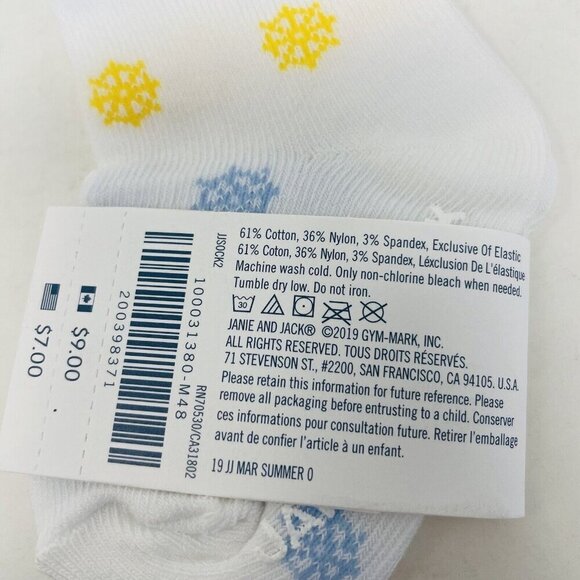 61% Cotton, 36% Nylon, 3% Spandex, Exclusive Of Elastic
61% Coton, 36% Nylon, 3% Spandex, Léxclusion De L'élastique
Machine wash cold. Only non-chlorine bleach when needed.
Tumble dry low. Do not iron.
30
JANIE AND JACK® ©2019 GYM-MARK, INC.
ALL RIGHTS RESERVED. TOUS DROITS RÉSERVÉS.
71 STEVENSON ST., #2200, SAN FRANCISCO, CA 94105. U.S.A.
Please retain this information for future reference. Please
remove all packaging before entrusting to a child. Conserver
ces informations pour consultation future. Retirer l'emballage
avant de confier l'article à un enfant.
19 JJ MAR SUMMER 0
JJSOCK2
RN70530/CA31802
100031380-M48
200398371
$9.00
$7.00